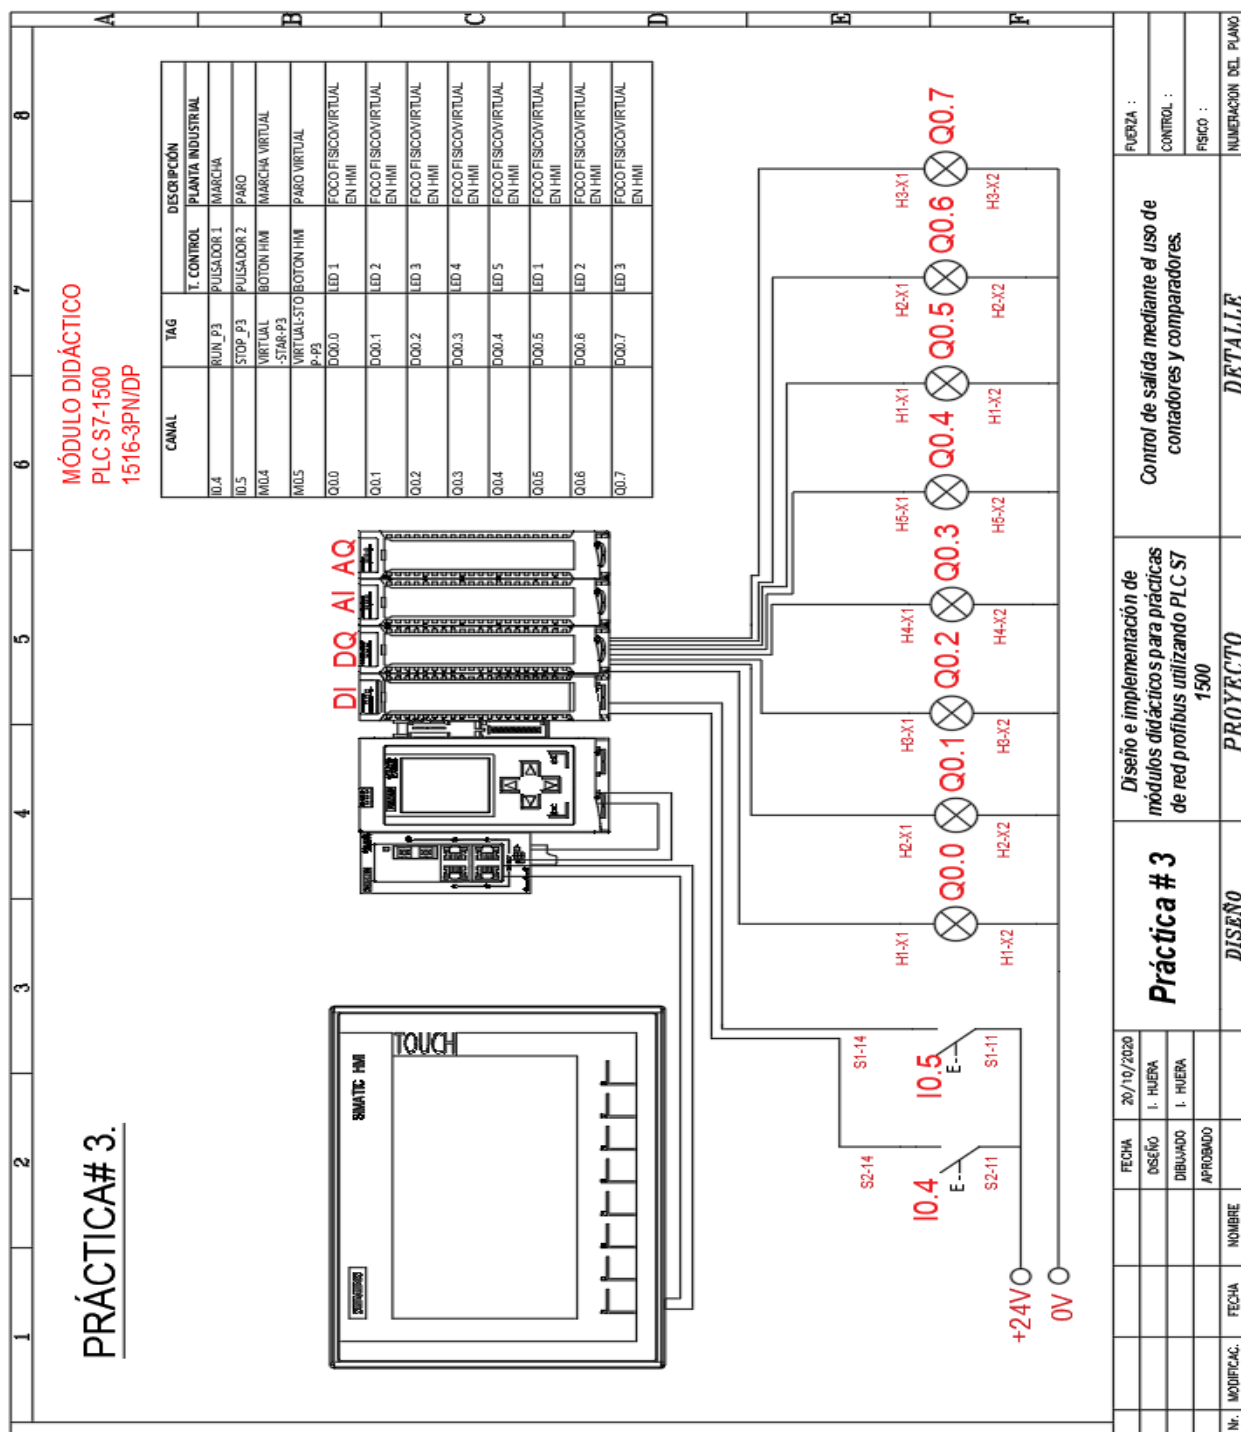 1 2 3 4 5 6 7 8
A
B
C
D
E
F
PRÁCTICA# 3.
MÓDULO DIDÁCTICO
PLC S7-1500
1516-3PN/DP
CANAL TAG DESCRIPCIÓN
T. CONTROL PLANTA INDUSTRIAL
I0.4 RUN_P3 PULSADOR 1 MARCHA
I0.5 STOP_P3 PULSADOR 2 PARO
M0.4 VIRTUAL -STAR-P3 BOTON HMI MARCHA VIRTUAL
M0.5 VIRTUAL-STO P-P3 BOTON HMI PARO VIRTUAL
Q0.0 DQ0.0 LED 1 FOCO FISICO/VIRTUAL EN HMI
Q0.1 DQ0.1 LED 2 FOCO FISICO/VIRTUAL EN HMI
Q0.2 DQ0.2 LED 3 FOCO FISICO/VIRTUAL EN HMI
Q0.3 DQ0.3 LED 4 FOCO FISICO/VIRTUAL EN HMI
Q0.4 DQ0.4 LED 5 FOCO FISICO/VIRTUAL EN HMI
Q0.5 DQ0.5 LED 1 FOCO FISICO/VIRTUAL EN HMI
Q0.6 DQ0.6 LED 2 FOCO FISICO/VIRTUAL EN HMI
Q0.7 DQ0.7 LED 3 FOCO FISICO/VIRTUAL EN HMI
DI DQ AI AQ
SIMATIC HMI
TOUCH
S2-14 S1-14 H1-X1 H2-X1 H3-X1 H4-X1 H5-X1 H1-X1 H2-X1 H3-X1
I0.4 I0.5 Q0.0 Q0.1 Q0.2 Q0.3 Q0.4 Q0.5 Q0.6 Q0.7
E-- E--
S2-11 S1-11 H1-X2 H2-X2 H3-X2 H4-X2 H5-X2 H1-X2 H2-X2 H3-X2
+24V
0V
FECHA 20/10/2020
DISEÑO I. HUERA
DIBUJADO I. HUERA
APROBADO
Práctica # 3
Diseño e implementación de
módulos didácticos para prácticas
de red profibus utilizando PLC S7
1500
Control de salida mediante el uso de
contadores y comparadores.
FUERZA :
CONTROL :
FISICO :
Nr. MODIFICAC. FECHA NOMBRE DISEÑO PROYECTO DETALLE NUMERACION DEL PLANO